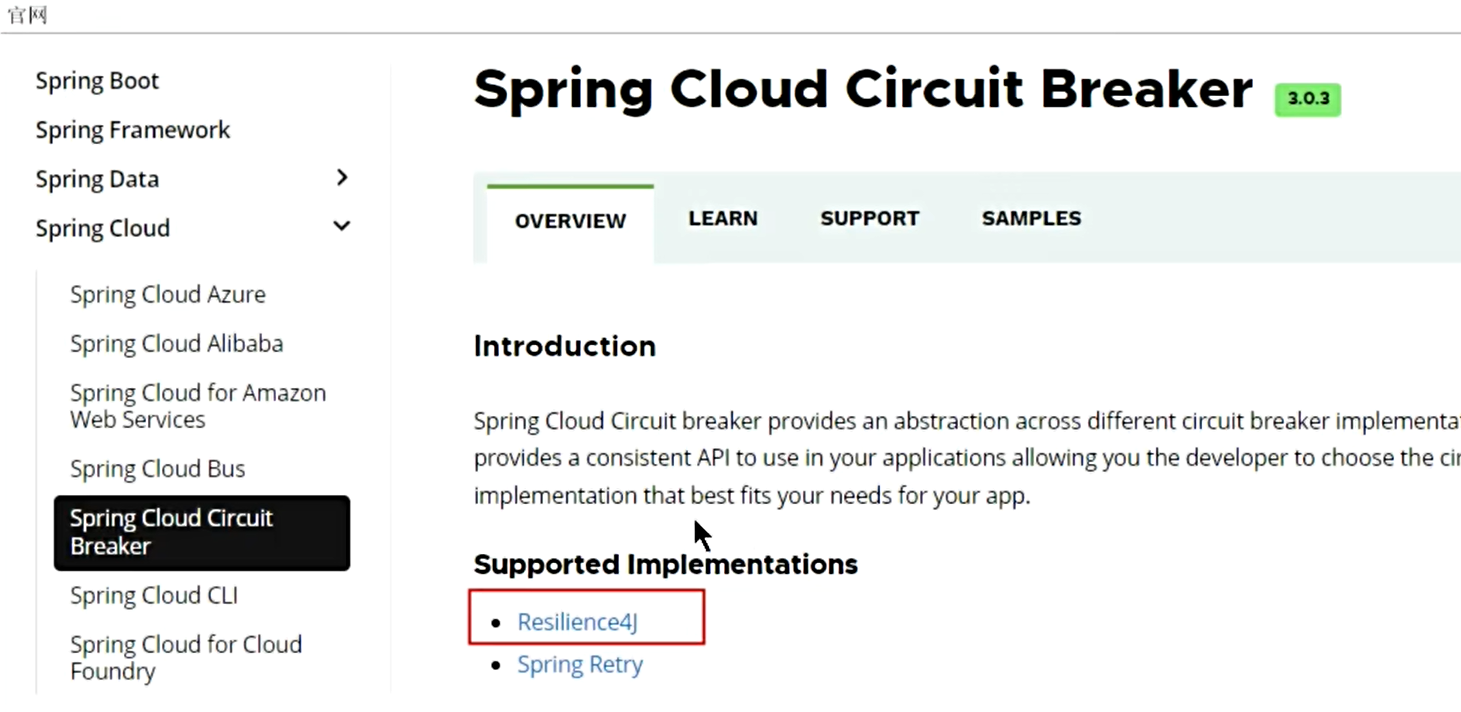 官网
Spring Boot
Spring Framework
Spring Data
Spring Cloud
Spring Cloud Azure
Spring Cloud Alibaba
Spring Cloud for Amazon
Web Services
Spring Cloud Bus
Spring Cloud Circuit
Breaker
Spring Cloud CLI
Spring Cloud for Cloud
Foundry
Spring Cloud Circuit Breaker 3.0.3
OVERVIEW LEARN SUPPORT SAMPLES
Introduction
Spring Cloud Circuit breaker provides an abstraction across different circuit breaker
provides a consistent API to use in your applications allowing you the developer to choose the
implementation that best fits your needs for your app.
Supported Implementations
• Resilience4J
• Spring Retry